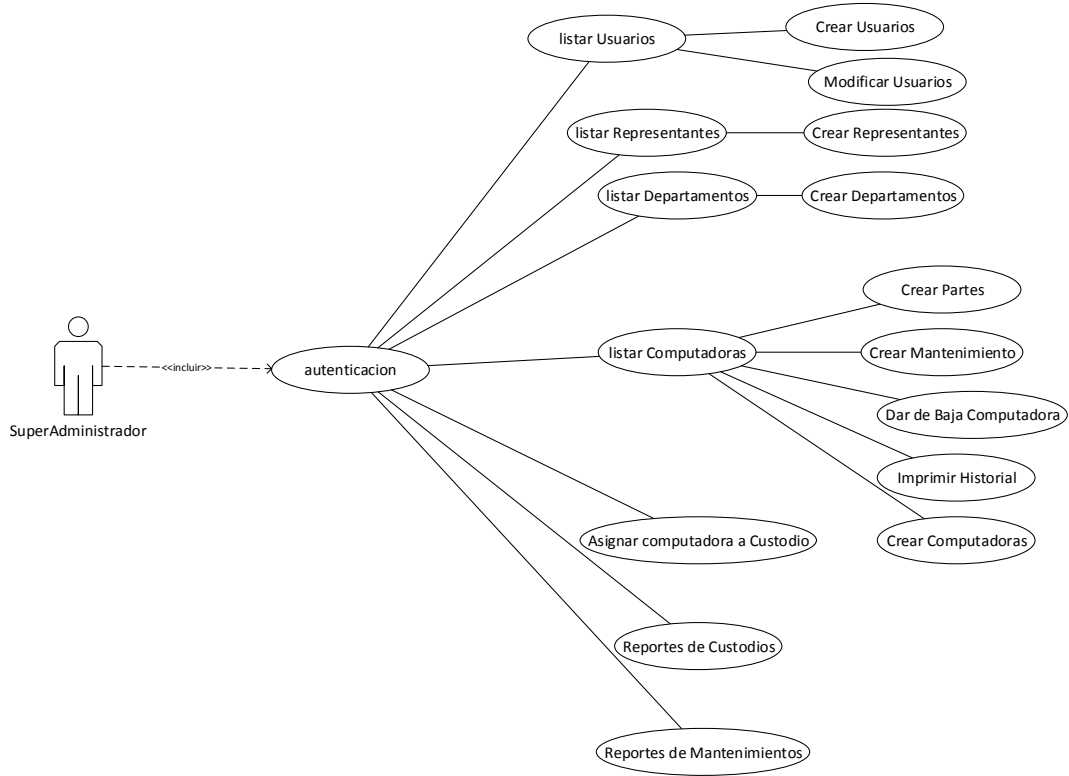 listar Usuarios
Crear Usuarios
Modificar Usuarios
listar Representantes
Crear Representantes
listar Departamentos
Crear Departamentos
Crear Partes
listar Computadoras
Crear Mantenimiento
<<incluir>>
autenticacion
SuperAdministrador
Dar de Baja Computadora
Imprimir Historial
Crear Computadoras
Asignar computadora a Custodio
Reportes de Custodios
Reportes de Mantenimientos